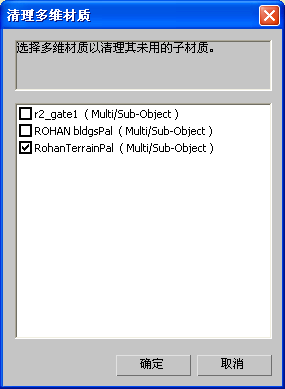 清理多维材质
选择多维材质以清理其未用的子材质。
r2_gate1 ( Multi/Sub-Object )
ROHAN bldgsPal ( Multi/Sub-Object )
RohanTerrainPal ( Multi/Sub-Object )
确定
取消